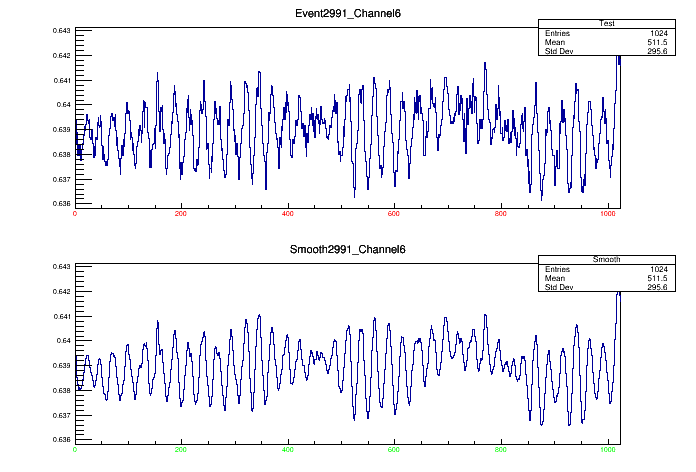 Event2991_Channel6
Test
Entries 1024
Mean 511.5
Std Dev 295.6
0.643
0.642
0.641
0.64
0.639
0.638
0.637
0.636
0 200 400 600 800 1000
Smooth2991_Channel6
Smooth
Entries 1024
Mean 511.5
Std Dev 295.6
0.643
0.642
0.641
0.64
0.639
0.638
0.637
0.636
0 200 400 600 800 1000